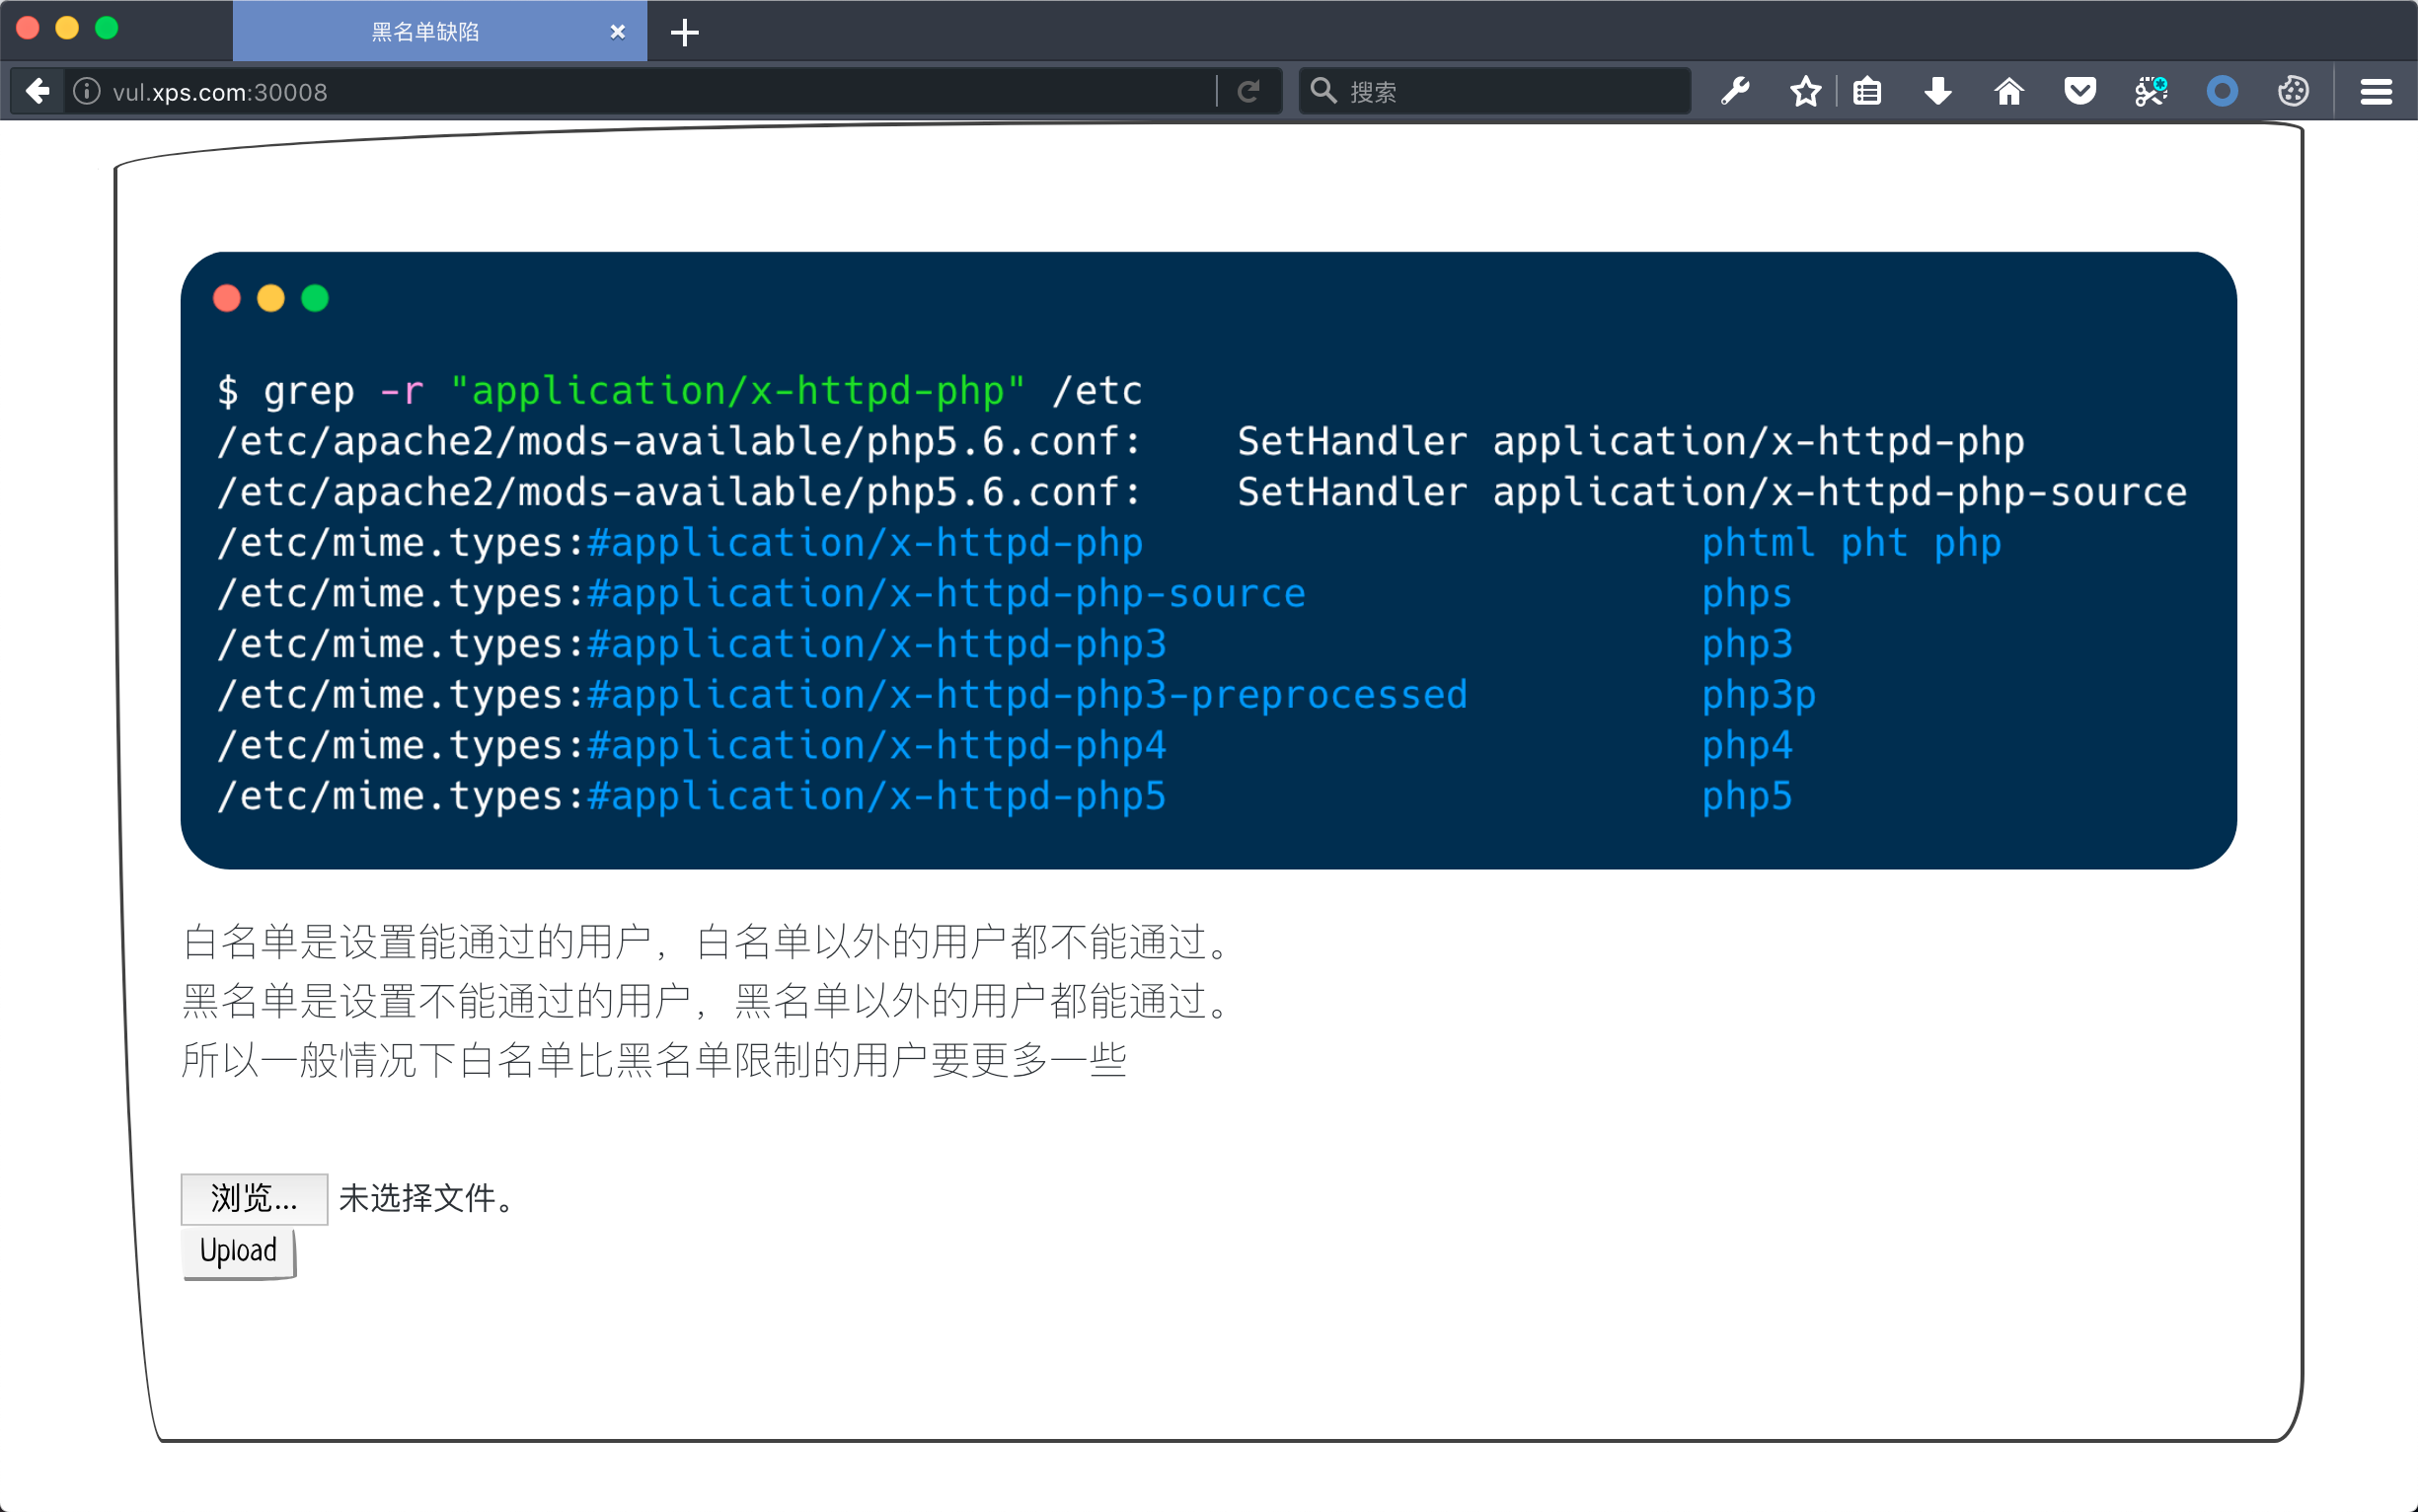 黑名单缺陷
vul.xps.com:30008
搜索
$ grep -r "application/x-httpd-php" /etc
/etc/apache2/mods-available/php5.6.conf:    SetHandler application/x-httpd-php
/etc/apache2/mods-available/php5.6.conf:    SetHandler application/x-httpd-php-source
/etc/mime.types:#application/x-httpd-php                        phtml pht php
/etc/mime.types:#application/x-httpd-php-source                 phps
/etc/mime.types:#application/x-httpd-php3                       php3
/etc/mime.types:#application/x-httpd-php3-preprocessed          php3p
/etc/mime.types:#application/x-httpd-php4                       php4
/etc/mime.types:#application/x-httpd-php5                       php5
白名单是设置能通过的用户，白名单以外的用户都不能通过。
黑名单是设置不能通过的用户，黑名单以外的用户都能通过。
所以一般情况下白名单比黑名单限制的用户要更多一些
浏览... 未选择文件。
Upload